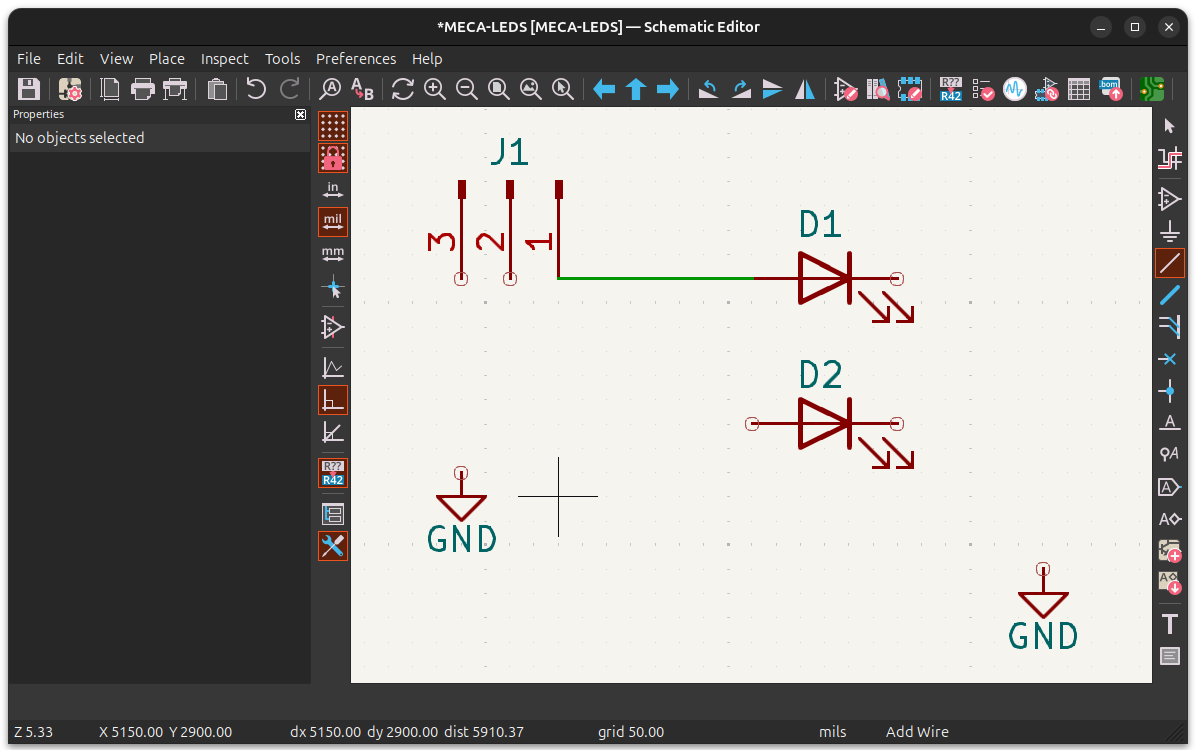 *MECA-LEDS [MECA-LEDS] — Schematic Editor
File Edit View Place Inspect Tools Preferences Help
A A B R?? R42 bom
Properties
No objects selected
in
mil
mm
R??
R42
J1
3 2 1
D1
D2
GND
GND
A
A
A
A
A
T
Z 5.33 X 5150.00 Y 2900.00 dx 5150.00 dy 2900.00 dist 5910.37 grid 50.00 mils Add Wire